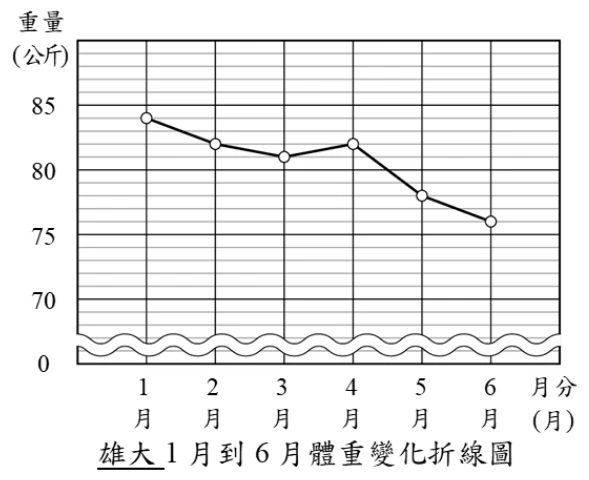 重量
(公斤)
85
80
75
70
0
1 2 3 4 5 6 月分
月 月 月 月 月 月 (月)
雄大1月到6月體重變化折線圖